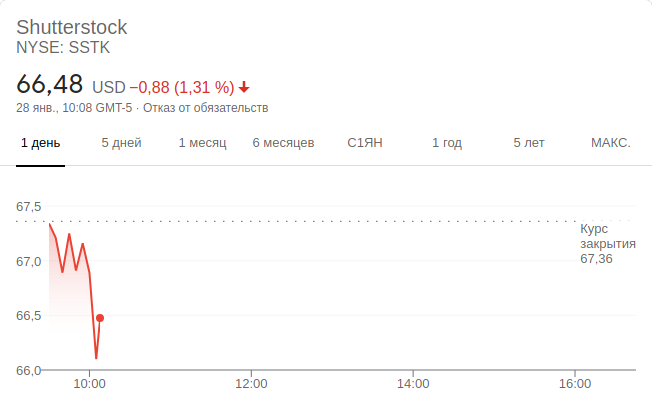 Shutterstock
NYSE: SSTK
66,48 USD −0,88 (1,31 %)
28 янв., 10:08 GMT-5 · Отказ от обязательств
1 день 5 дней 1 месяц 6 месяцев С1ЯН 1 год 5 лет МАКС.
67,5
Курс
закрытия
67,36
67,0
66,5
66,0
10:00 12:00 14:00 16:00